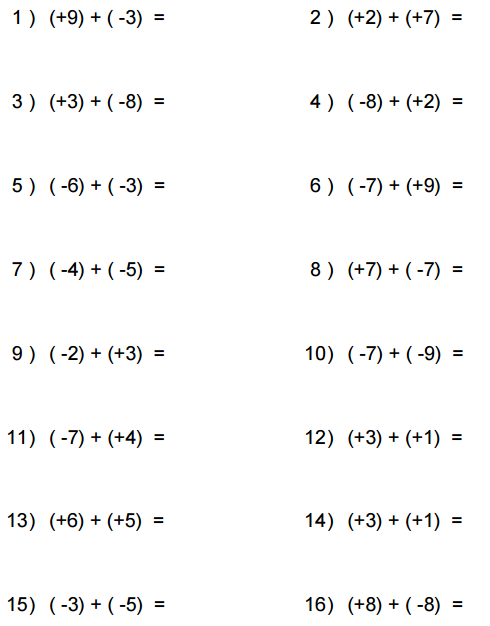 1 ) (+9) + ( -3) = 2 ) (+2) + (+7) =
3 ) (+3) + ( -8) = 4 ) ( -8) + (+2) =
5 ) ( -6) + ( -3) = 6 ) ( -7) + (+9) =
7 ) ( -4) + ( -5) = 8 ) (+7) + ( -7) =
9 ) ( -2) + (+3) = 10) ( -7) + ( -9) =
11) ( -7) + (+4) = 12) (+3) + (+1) =
13) (+6) + (+5) = 14) (+3) + (+1) =
15) ( -3) + ( -5) = 16) (+8) + ( -8) =